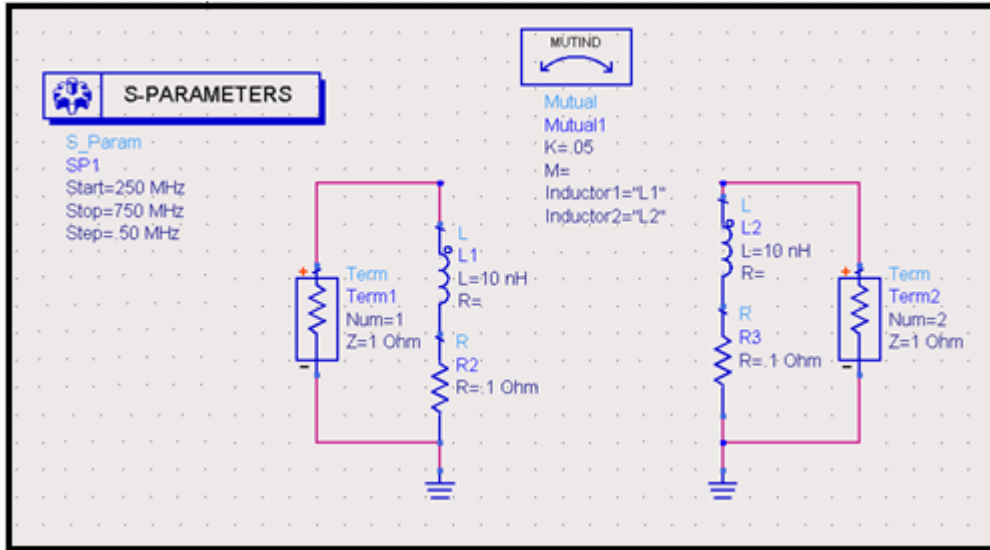 S-PARAMETERS
S_Param
SP1
Start=250 MHz
Stop=750 MHz
Step=.50 MHz
MUTIND
Mutual
Mutual1
K=.05
M=
Inductor1="L1"
Inductor2="L2"
+
Term
Term1
Num=1
Z=1 Ohm
-
L
L1
L=10 nH
R=
R
R2
R=.1 Ohm
L
L2
L=10 nH
R=
R
R3
R=.1 Ohm
+
Term
Term2
Num=2
Z=1 Ohm
-